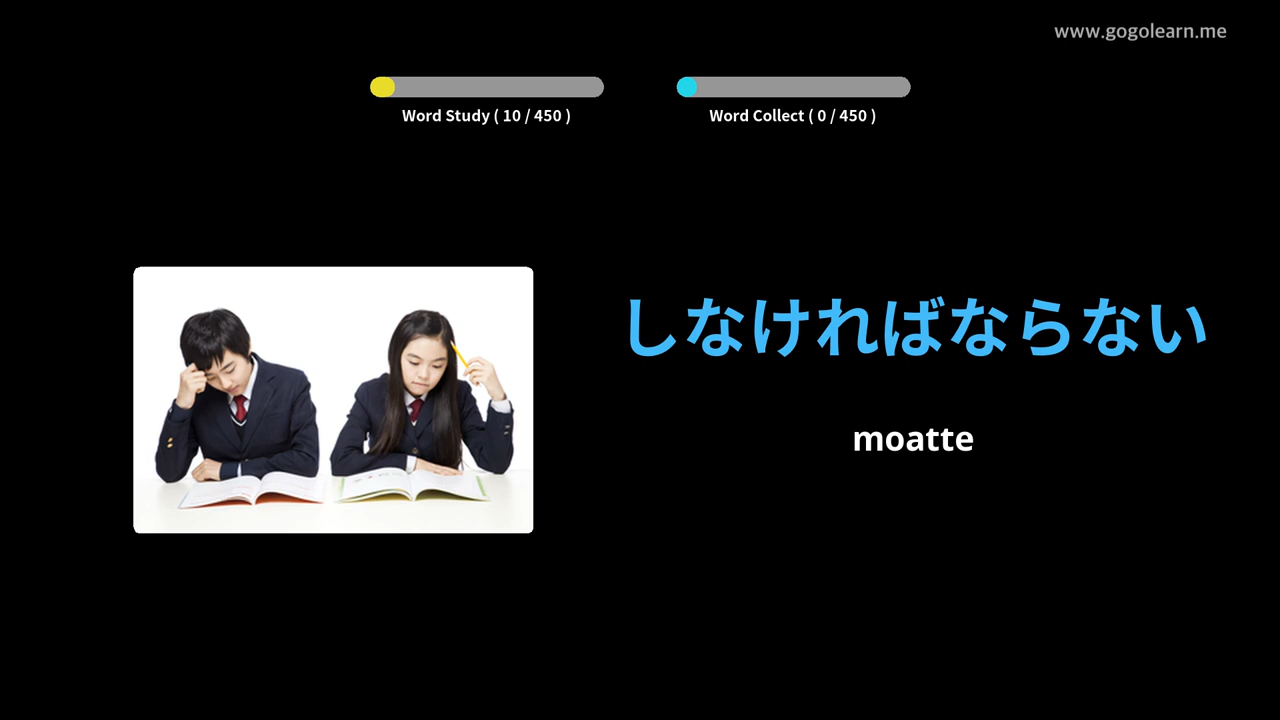 www.gogolearn.me
Word Study ( 10 / 450 )
Word Collect ( 0 / 450 )
しなければならない
moatte